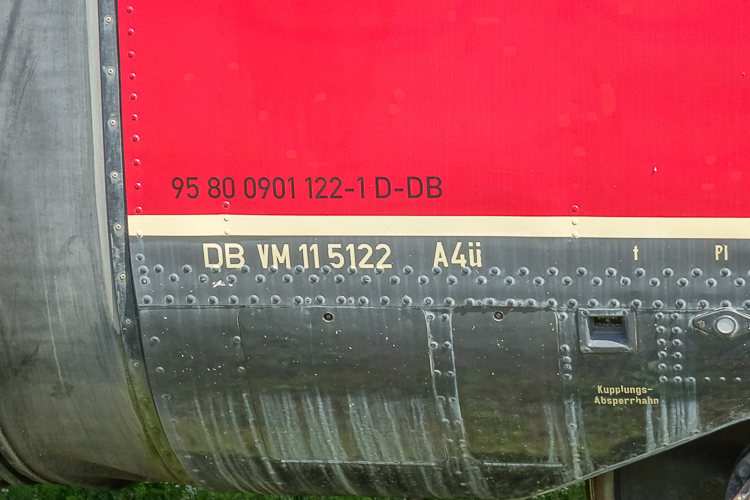 95 80 0901 122-1 D-DB
DB VM 11 5122 A4ü t Pl
Kupplungs-
Absperrhahn